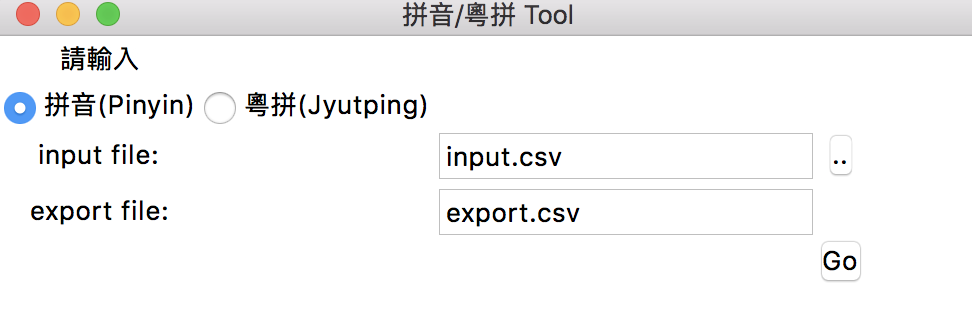 拼音/粵拼 Tool
請輸入
拼音(Pinyin) 粵拼(Jyutping)
input file: input.csv ..
export file: export.csv
Go